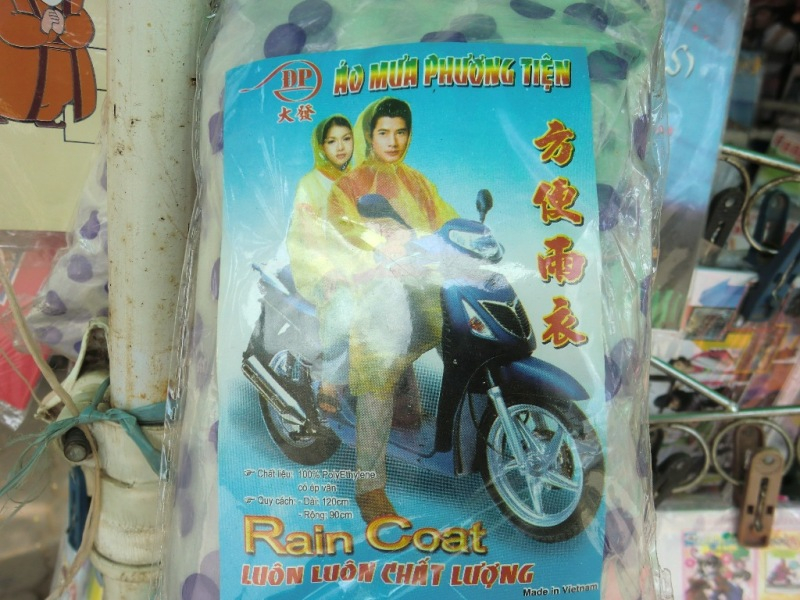 ĐP
大發
ÁO MƯA PHƯƠNG TIỆN
方便雨衣
☞ Chất liệu: 100% PolyEthylene
có ép vân
☞ Quy cách: - Dài: 120cm
- Rộng: 90cm
Rain Coat
LUÔN LUÔN CHẤT LƯỢNG
Made in Vietnam